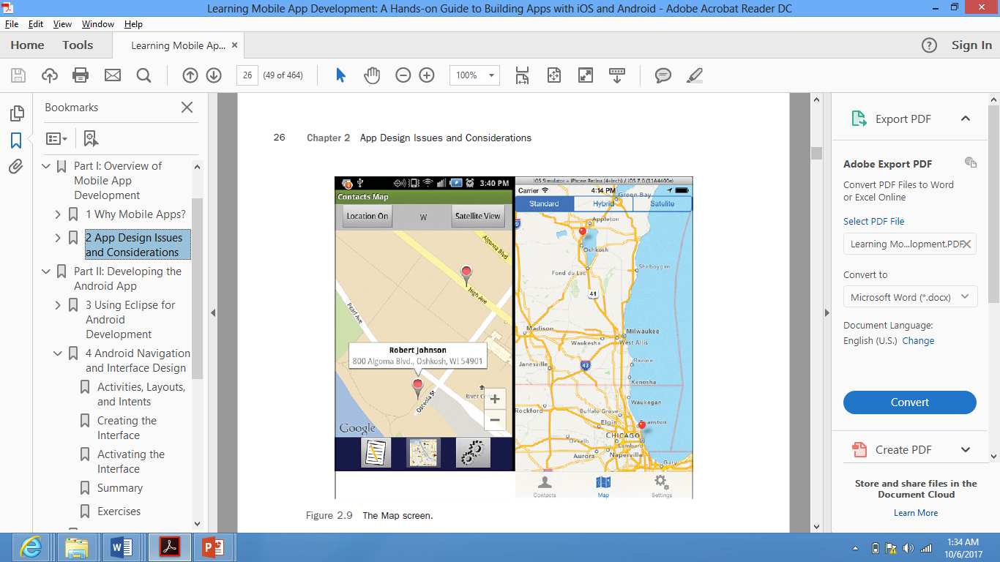 Learning Mobile App Development: A Hands-on Guide to Building Apps with iOS and Android - Adobe Acrobat Reader DC
File Edit View Window Help
Home Tools Learning Mobile Ap... Sign In
26 (49 of 464) 100%
Bookmarks
Part I: Overview of
Mobile App
Development
1 Why Mobile Apps?
2 App Design Issues
and Considerations
Part II: Developing the
Android App
3 Using Eclipse for
Android
Development
4 Android Navigation
and Interface Design
Activities, Layouts,
and Intents
Creating the
Interface
Activating the
Interface
Summary
Exercises
26 Chapter 2 App Design Issues and Considerations
3:40 PM
Contacts Map
Location On W Satellite View
Algoma Blvd
High Ave
Pearl Ave
Robert Johnson
800 Algoma Blvd., Oshkosh, WI 54901
Osceola St
River
Google
iOS Simulator - iPhone Retina (4-inch) / iOS 7.0 (11A4400e)
Carrier 4:14 PM
Green Bay
Standard Hybrid Satelite
Appleton
Oshkosh
Fond du Lac
Sheboygan
41
Madison
Milwaukee
Waukesha
West Allis
Janesville
43
Racine
Kenosha
Waukegan
Rockford
Buffalo Grove
Elgin
Evanston
CHICAGO
Dekalb
Lombard
Aurora
Naperville
Gary
Contacts Map Settings
Figure 2.9 The Map screen.
Export PDF
Adobe Export PDF
Convert PDF Files to Word
or Excel Online
Select PDF File
Learning Mo...lopment.PDF
Convert to
Microsoft Word (*.docx)
Document Language:
English (U.S.) Change
Convert
Create PDF
Store and share files in the
Document Cloud
Learn More
1:34 AM
10/6/2017